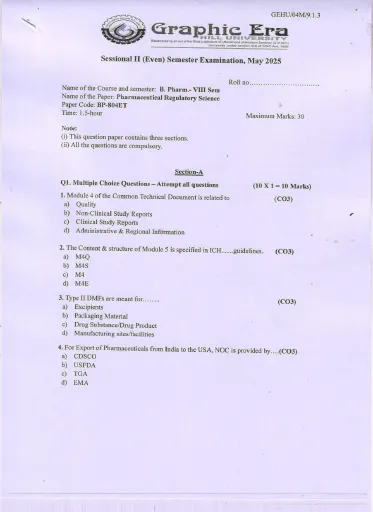 GEHU/04M/9.1.3
Graphic Era
HILL UNIVERSITY
Sessional II (Even) Semester Examination, May 2025
Roll no..............................
Name of the Course and semester: B. Pharm.- VIII Sem
Name of the Paper: Pharmaceutical Regulatory Science
Paper Code: BP-804ET
Time: 1.5-hour
Maximum Marks: 30
Note:
(i) This question paper contains three sections.
(ii) All the questions are compulsory.
Section-A
Q1. Multiple Choice Questions – Attempt all questions (10 X 1 = 10 Marks)
1. Module 4 of the Common Technical Document is related to (CO3)
a) Quality
b) Non-Clinical Study Reports
c) Clinical Study Reports
d) Administrative & Regional Information
2. The Content & structure of Module 5 is specified in ICH......guidelines. (CO3)
a) M4Q
b) M4S
c) M4
d) M4E
3. Type II DMFs are meant for........ (CO3)
a) Excipients
b) Packaging Material
c) Drug Substance/Drug Product
d) Manufacturing sites/facilities
4. For Export of Pharmaceuticals from India to the USA, NOC is provided by....(CO3)
a) CDSCO
b) USFDA
c) TGA
d) EMA